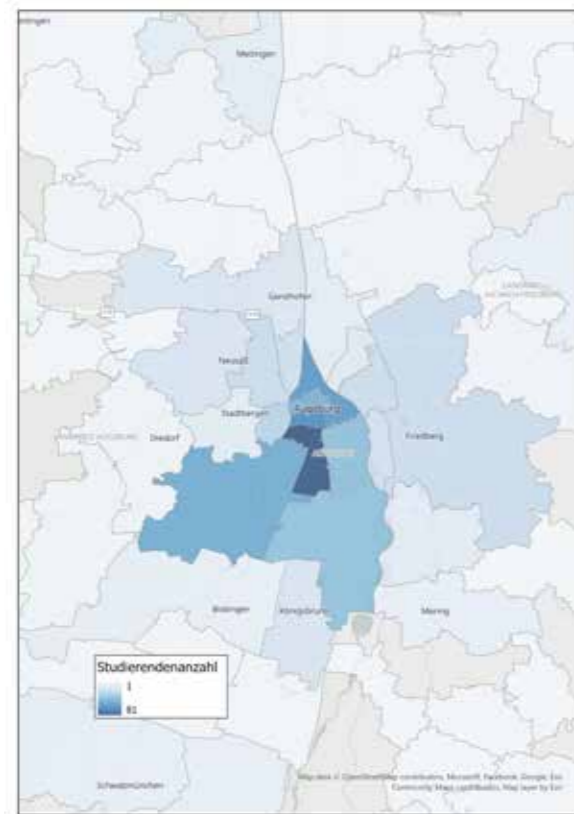 Meitingen
Gersthofen
Neusäß
Augsburg
Stadtbergen
Diedorf
Friedberg
Bobingen
Königsbrunn
Mering
Studierendenanzahl
1
81
Schwabmünchen
Map data © OpenStreetMap contributors, Microsoft, Facebook, Google, Esri
Community Maps contributors, Map layer by Esri